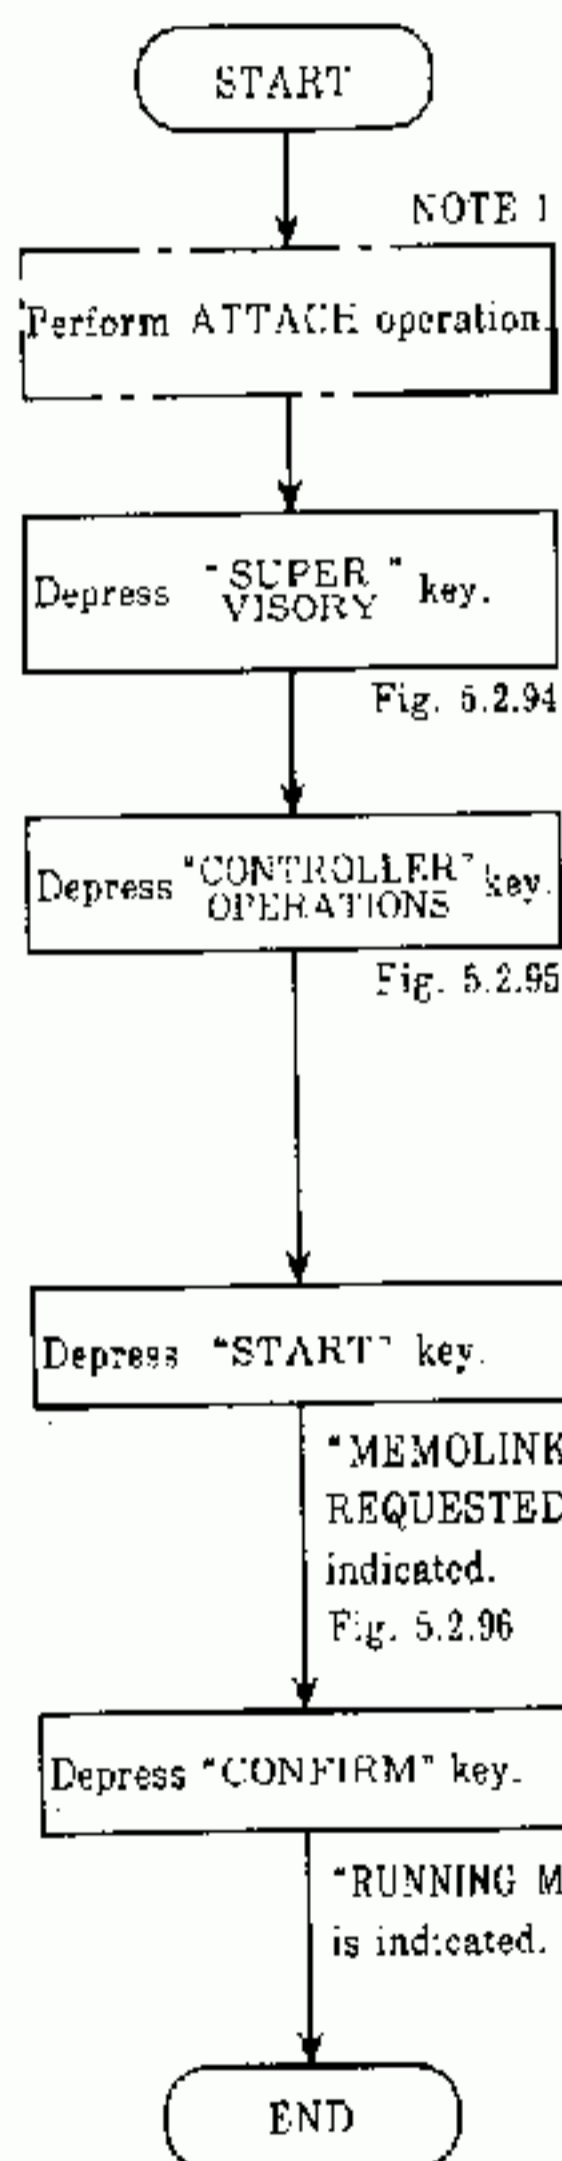 START
NOTE 1
Perform ATTACH operation.
Depress "SUPER VISORY" key.
Fig. 5.2.94
Depress "CONTROLLER" OPERATIONS key.
Fig. 5.2.95
Depress "START" key.
"MEMOLINK
REQUESTED
indicated.
Fig. 5.2.96
Depress "CONFIRM" key.
"RUNNING M
is indicated.
END